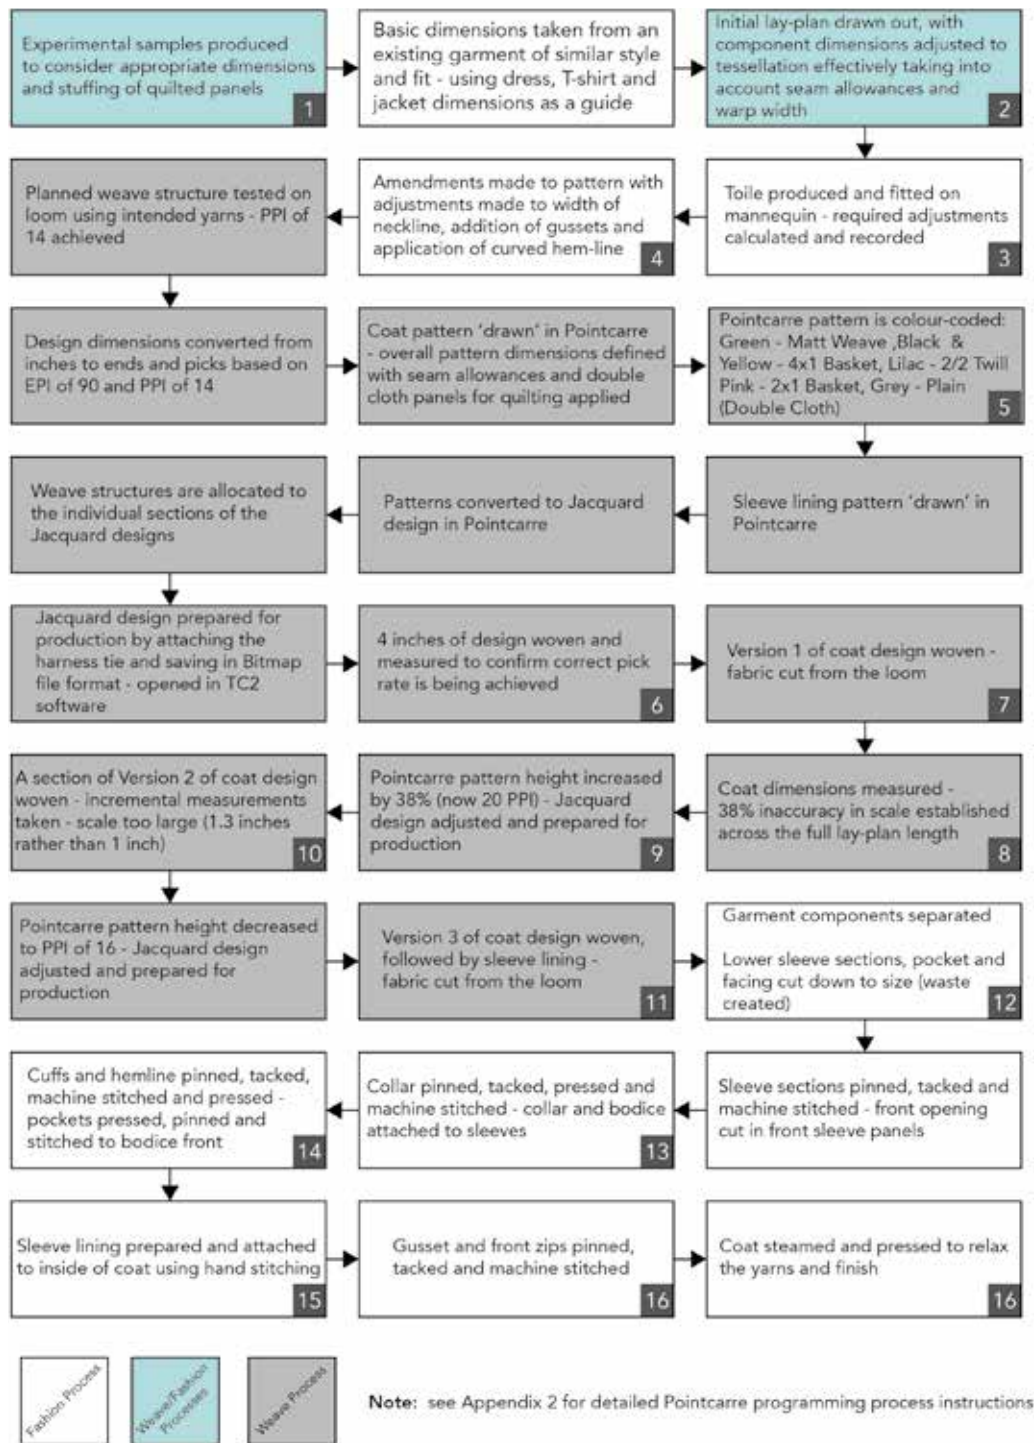 Experimental samples produced
to consider appropriate dimensions
and stuffing of quilted panels
1
Basic dimensions taken from an
existing garment of similar style
and fit - using dress, T-shirt and
jacket dimensions as a guide
Initial lay-plan drawn out, with
component dimensions adjusted to
tessellation effectively taking into
account seam allowances and
warp width
2
Toile produced and fitted on
mannequin - required adjustments
calculated and recorded
3
Amendments made to pattern with
adjustments made to width of
neckline, addition of gussets and
application of curved hem-line
4
Planned weave structure tested on
loom using intended yarns - PPI of
14 achieved
Design dimensions converted from
inches to ends and picks based on
EPI of 90 and PPI of 14
Coat pattern 'drawn' in Pointcarre
- overall pattern dimensions defined
with seam allowances and double
cloth panels for quilting applied
Pointcarre pattern is colour-coded:
Green - Matt Weave ,Black &
Yellow - 4x1 Basket, Lilac - 2/2 Twill
Pink - 2x1 Basket, Grey - Plain
(Double Cloth)
5
Sleeve lining pattern 'drawn' in
Pointcarre
Patterns converted to Jacquard
design in Pointcarre
Weave structures are allocated to
the individual sections of the
Jacquard designs
Jacquard design prepared for
production by attaching the
harness tie and saving in Bitmap
file format - opened in TC2
software
4 inches of design woven and
measured to confirm correct pick
rate is being achieved
6
Version 1 of coat design woven -
fabric cut from the loom
7
Coat dimensions measured -
38% inaccuracy in scale established
across the full lay-plan length
8
Pointcarre pattern height increased
by 38% (now 20 PPI) - Jacquard
design adjusted and prepared for
production
9
A section of Version 2 of coat design
woven - incremental measurements
taken - scale too large (1.3 inches
rather than 1 inch)
10
Pointcarre pattern height decreased
to PPI of 16 - Jacquard design
adjusted and prepared for
production
Version 3 of coat design woven,
followed by sleeve lining -
fabric cut from the loom
11
Garment components separated
Lower sleeve sections, pocket and
facing cut down to size (waste
created)
12
Sleeve sections pinned, tacked and
machine stitched - front opening
cut in front sleeve panels
Collar pinned, tacked, pressed and
machine stitched - collar and bodice
attached to sleeves
13
Cuffs and hemline pinned, tacked,
machine stitched and pressed -
pockets pressed, pinned and
stitched to bodice front
14
Sleeve lining prepared and attached
to inside of coat using hand stitching
15
Gusset and front zips pinned,
tacked and machine stitched
16
Coat steamed and pressed to relax
the yarns and finish
16
Fashion Process
Weave/Fashion
Processes
Weave Process
Note: see Appendix 2 for detailed Pointcarre programming process instructions